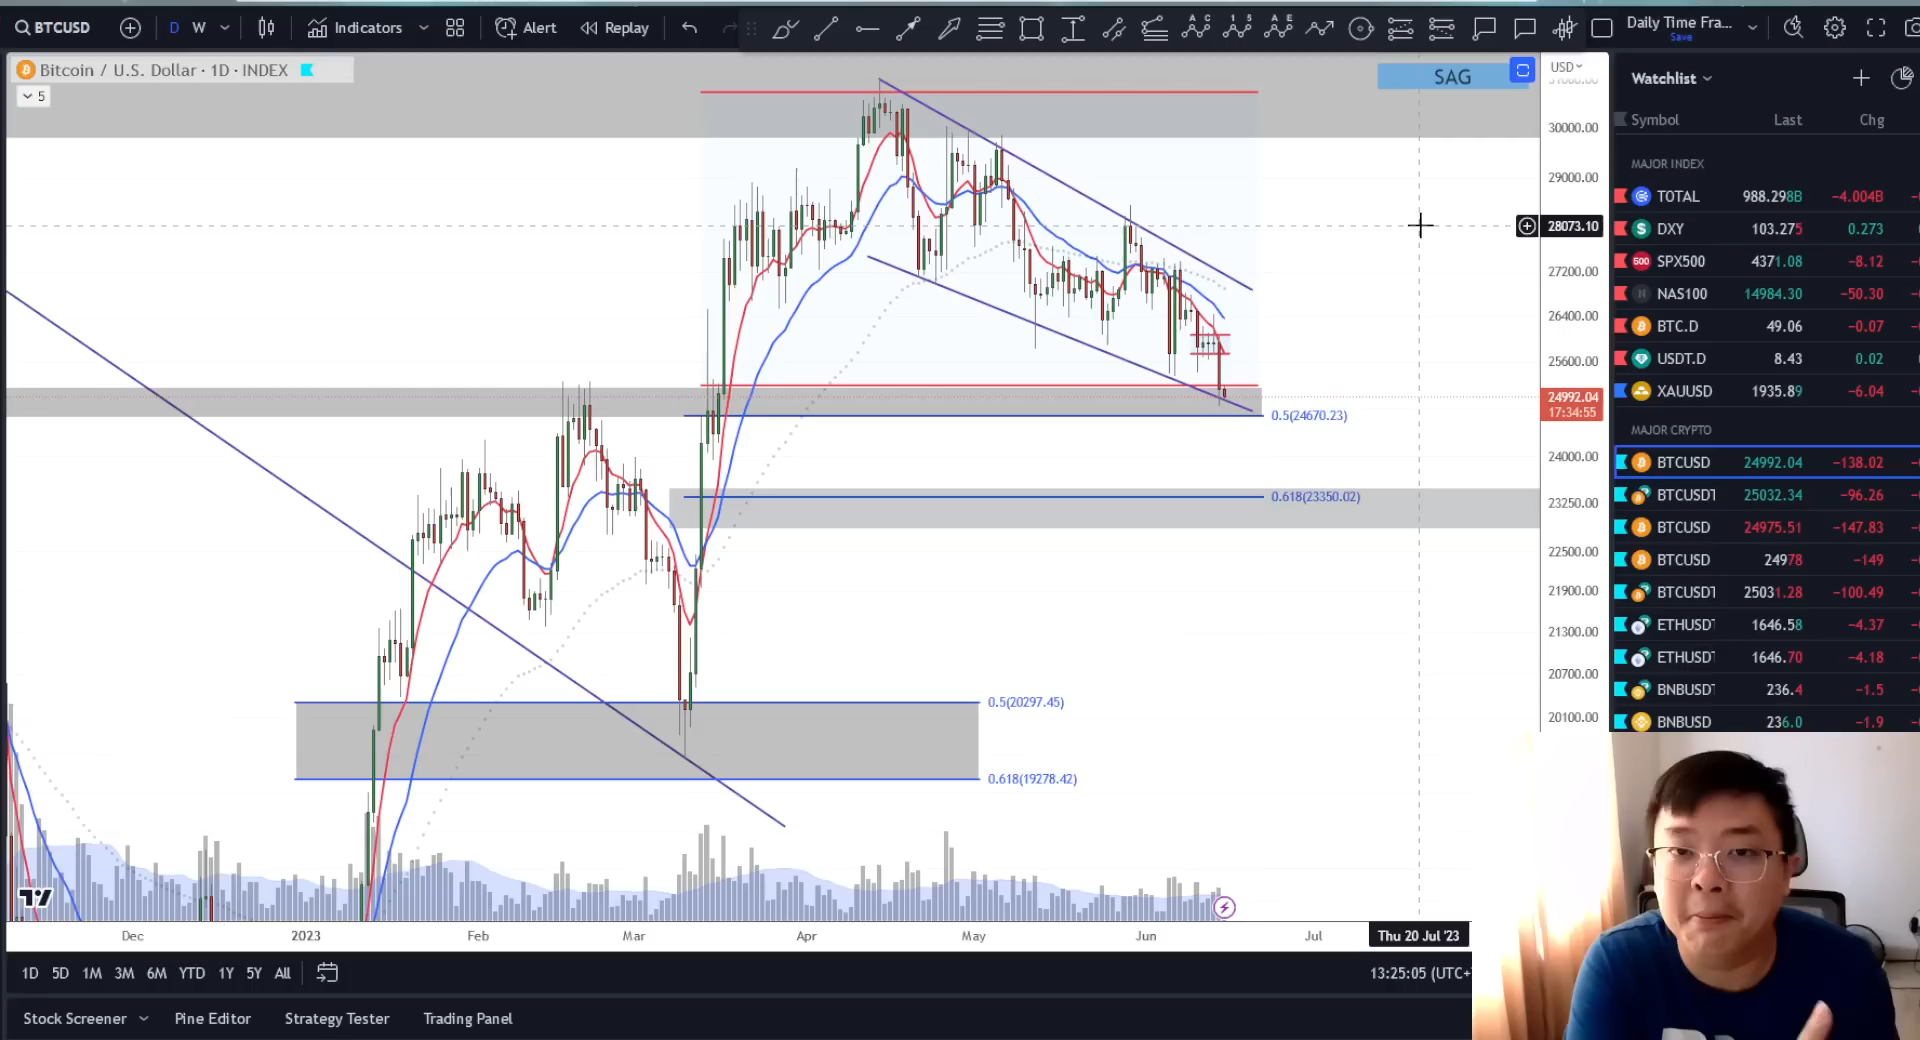 BTCUSD D W Indicators Alert Replay Daily Time Fra...
Save
Bitcoin / U.S. Dollar · 1D · INDEX
5
SAG
USD
31000.00
30000.00
29000.00
28073.10
27200.00
26400.00
25600.00
24992.04
17:34:55
24000.00
23250.00
22500.00
21900.00
21300.00
20700.00
20100.00
0.5(24670.23)
0.618(23350.02)
0.5(20297.45)
0.618(19278.42)
Dec 2023 Feb Mar Apr May Jun Jul Thu 20 Jul '23
1D 5D 1M 3M 6M YTD 1Y 5Y All
13:25:05 (UTC+
Stock Screener Pine Editor Strategy Tester Trading Panel
Watchlist
Symbol Last Chg
MAJOR INDEX
TOTAL 988.298B −4.004B
DXY 103.275 0.273
500 SPX500 4371.08 −8.12
NAS100 14984.30 −50.30
BTC.D 49.06 −0.07
USDT.D 8.43 0.02
XAUUSD 1935.89 −6.04
MAJOR CRYPTO
BTCUSD 24992.04 −138.02
BTCUSDT 25032.34 −96.26
BTCUSD 24975.51 −147.83
BTCUSD 24978 −149
BTCUSDT 25031.28 −100.49
ETHUSDT 1646.58 −4.37
ETHUSDT 1646.70 −4.18
BNBUSDT 236.4 −1.5
BNBUSD 236.0 −1.9